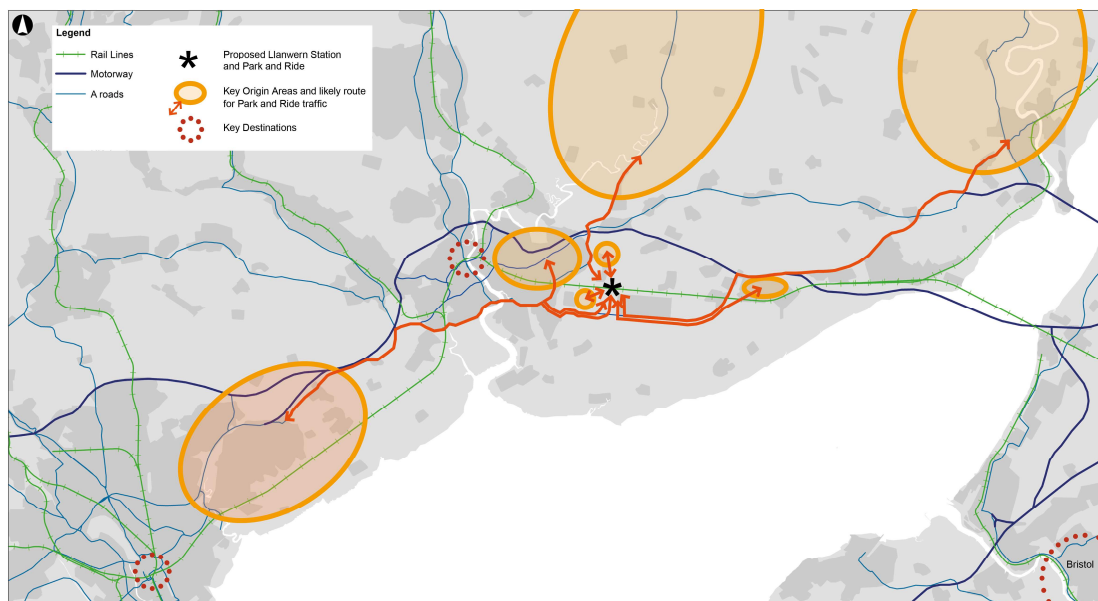 Legend
Rail Lines
Motorway
A roads
Proposed Llanwern Station
and Park and Ride
Key Origin Areas and likely route
for Park and Ride traffic
Key Destinations
Bristol